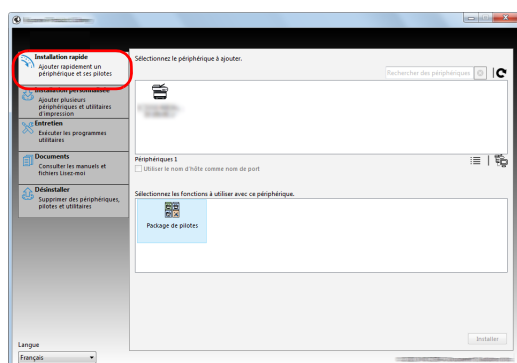 Installation rapide
Ajouter rapidement un
périphérique et ses pilotes
Installation personnalisée
Ajouter plusieurs
périphériques et utilitaires
d'impression
Entretien
Exécuter les programmes
utilitaires
Documents
Consulter les manuels et
fichiers Lisez-moi
Désinstaller
Supprimer des périphériques,
pilotes et utilitaires
Langue
Français
Sélectionnez le périphérique à ajouter.
Rechercher des périphériques
Périphériques 1
Utiliser le nom d'hôte comme nom de port
Sélectionnez les fonctions à utiliser avec ce périphérique.
Package de pilotes
Installer